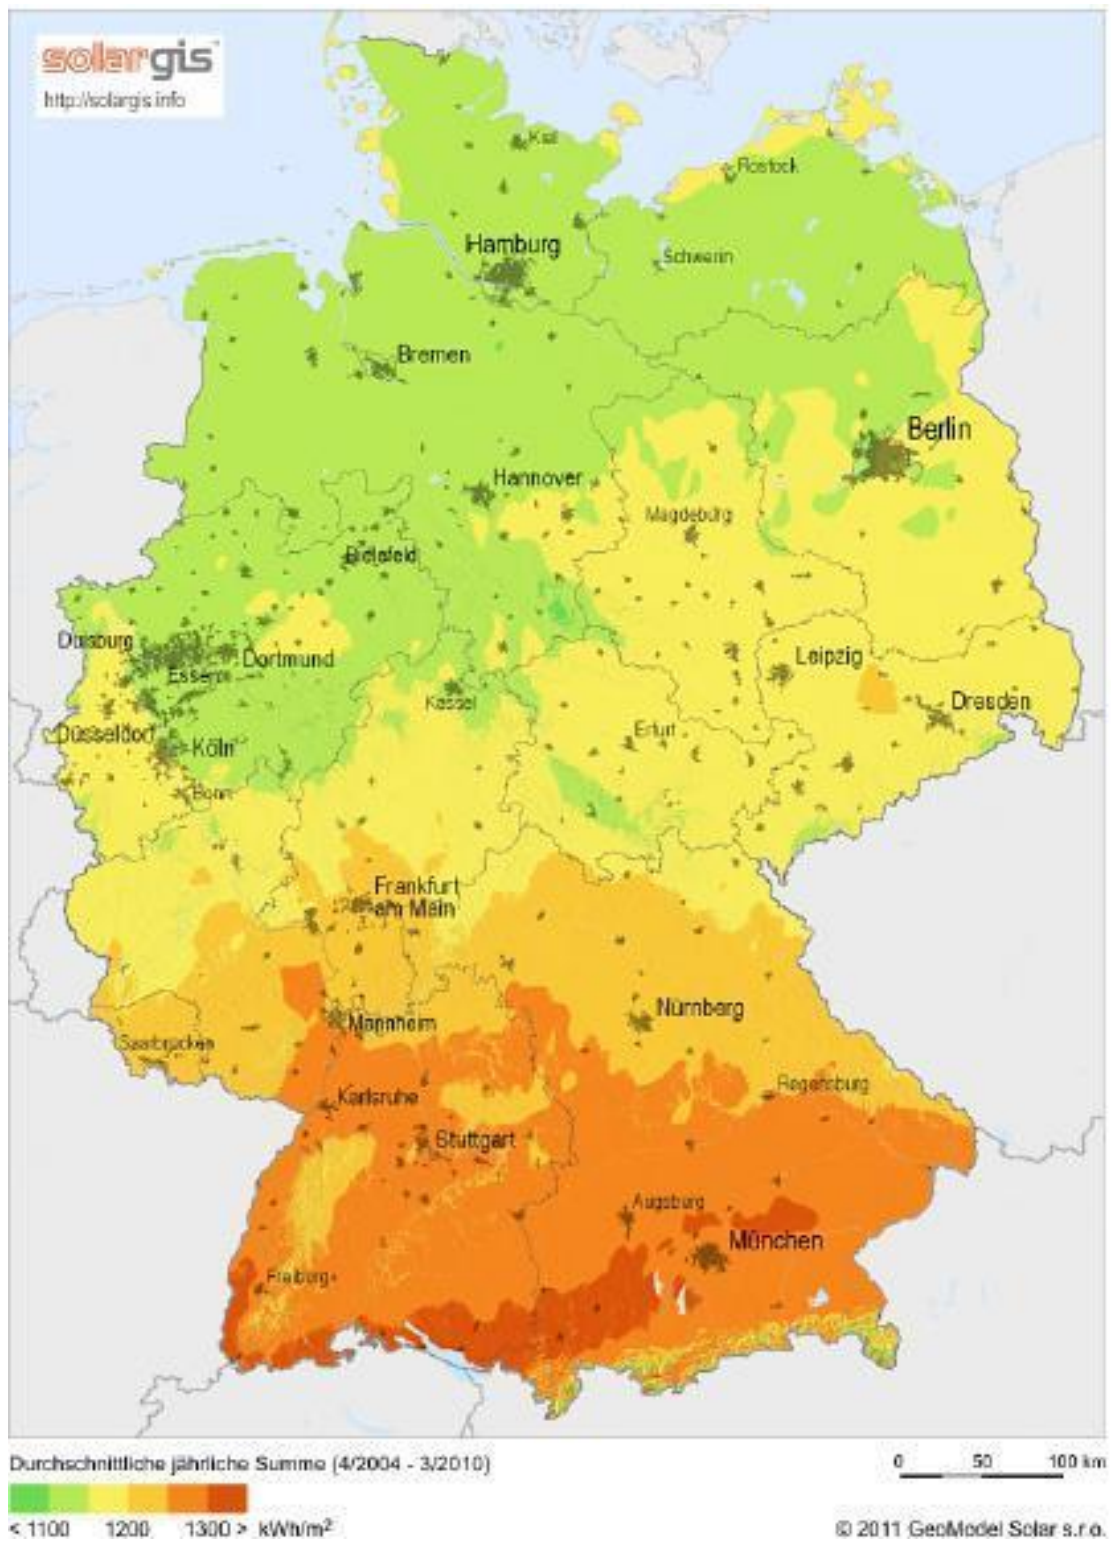 solargis
http://solargis.info
Kiel
Rostock
Hamburg
Schwerin
Bremen
Berlin
Hannover
Magdeburg
Bielefeld
Duisburg
Dortmund
Essen
Leipzig
Kassel
Dresden
Düsseldorf
Köln
Erfurt
Bonn
Frankfurt
am Main
Nürnberg
Mannheim
Saarbrücken
Regensburg
Karlsruhe
Stuttgart
Augsburg
München
Freiburg
Durchschnittliche jährliche Summe (4/2004 - 3/2010)
0 50 100 km
< 1100 1200 1300 > kWh/m²
© 2011 GeoModel Solar s.r.o.